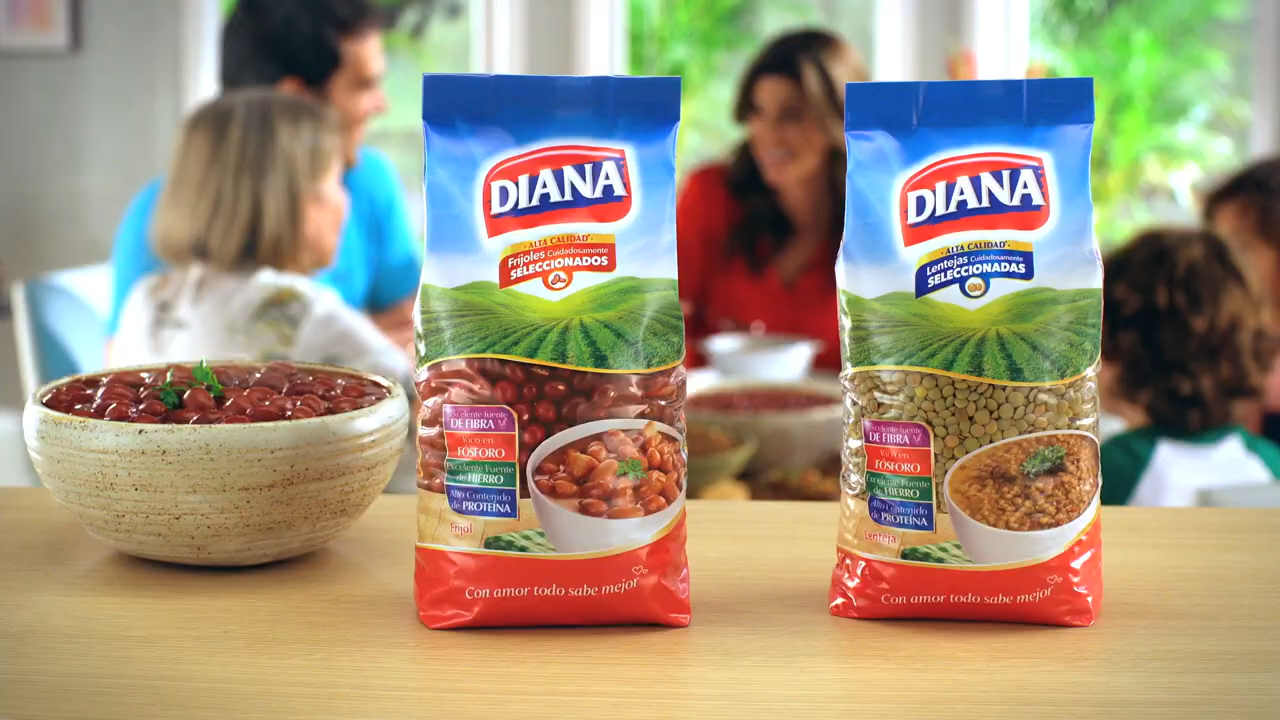 DIANA
ALTA CALIDAD
Frijoles Cuidadosamente
SELECCIONADOS
Excelente fuente
DE FIBRA
Rico en
FÓSFORO
Excelente Fuente
de HIERRO
Alto Contenido
de PROTEÍNA
Frijol
Con amor todo sabe mejor
DIANA
ALTA CALIDAD
Lentejas Cuidadosamente
SELECCIONADAS
Excelente fuente
DE FIBRA
Rico en
FÓSFORO
Excelente Fuente
de HIERRO
Alto Contenido
de PROTEÍNA
Lenteja
Con amor todo sabe mejor